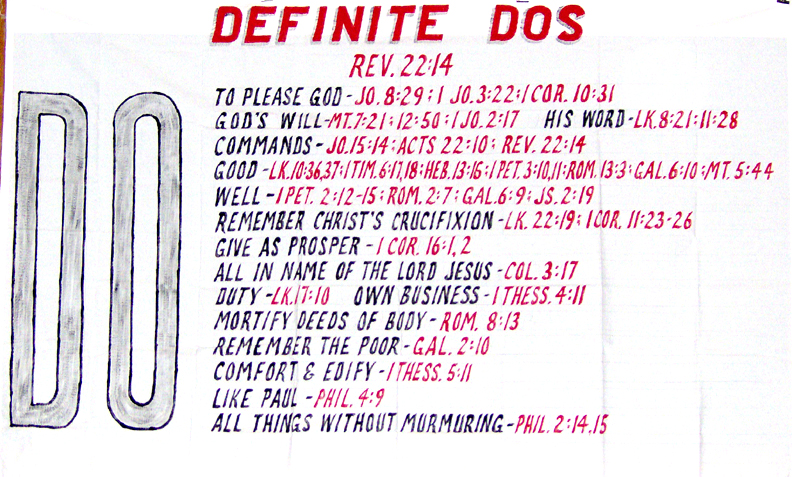 DEFINITE DOS
REV. 22:14
DO
TO PLEASE GOD-JO. 8:29; I JO. 3:22; I COR. 10:31
GOD'S WILL-MT. 7:21; 12:50; I JO. 2:17 HIS WORD-LK. 8:21; 11:28
COMMANDS-JO. 15:14; ACTS 22:10; REV. 22:14
GOOD-LK. 10:36,37; I TIM. 6:17,18; HEB. 13:16; I PET. 3:10,11; ROM. 13:3; GAL. 6:10; MT. 5:44
WELL-I PET. 2:12-15; ROM. 2:7; GAL. 6:9; JS. 2:19
REMEMBER CHRIST'S CRUCIFIXION-LK. 22:19; I COR. 11:23-26
GIVE AS PROSPER-I COR. 16:1,2
ALL IN NAME OF THE LORD JESUS-COL. 3:17
DUTY-LK. 17:10 OWN BUSINESS-I THESS. 4:11
MORTIFY DEEDS OF BODY-ROM. 8:13
REMEMBER THE POOR-GAL. 2:10
COMFORT & EDIFY-I THESS. 5:11
LIKE PAUL-PHIL. 4:9
ALL THINGS WITHOUT MURMURING-PHIL. 2:14,15